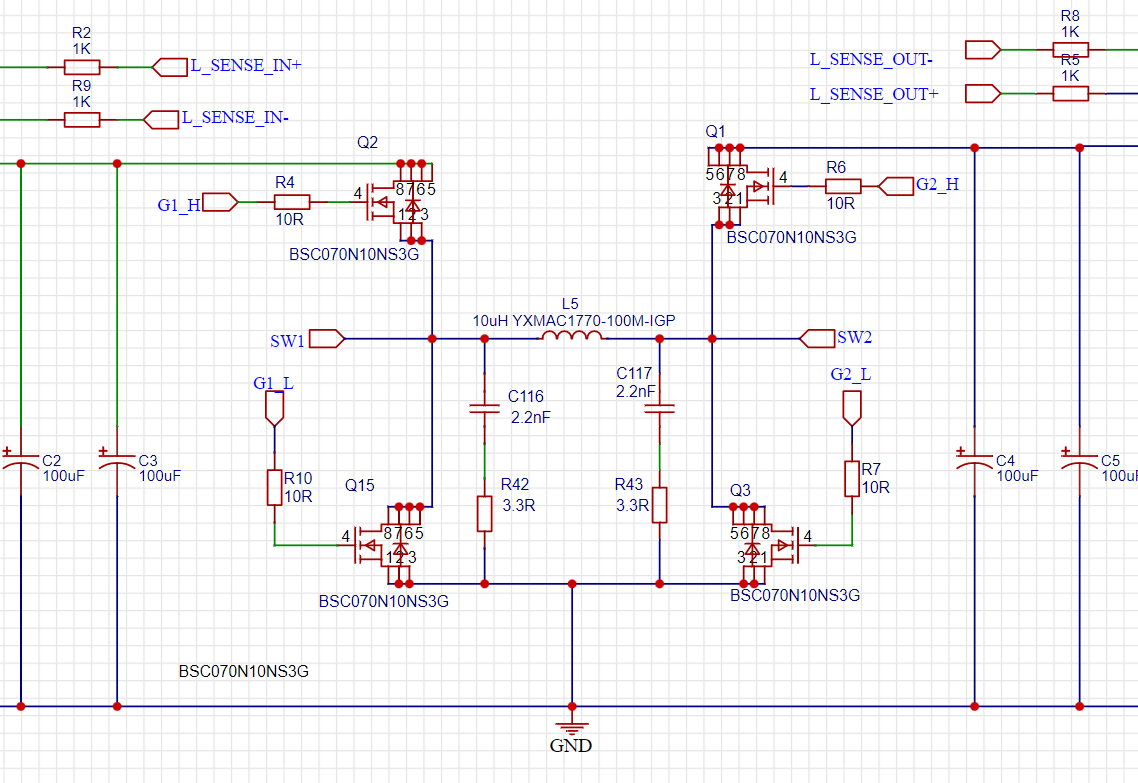 R2
1K
L_SENSE_IN+
R9
1K
L_SENSE_IN-
R8
1K
L_SENSE_OUT-
R5
1K
L_SENSE_OUT+
Q2
Q1
8765
4
123
R4
10R
G1_H
BSC070N10NS3G
5678
4
321
R6
10R
G2_H
BSC070N10NS3G
L5
10uH YXMAC1770-100M-IGP
SW1
SW2
G1_L
C116
2.2nF
C117
2.2nF
G2_L
C2
100uF
C3
100uF
R10
10R
Q15
R42
3.3R
R43
3.3R
Q3
R7
10R
C4
100uF
C5
100uF
4
8765
123
BSC070N10NS3G
5678
4
321
BSC070N10NS3G
BSC070N10NS3G
GND